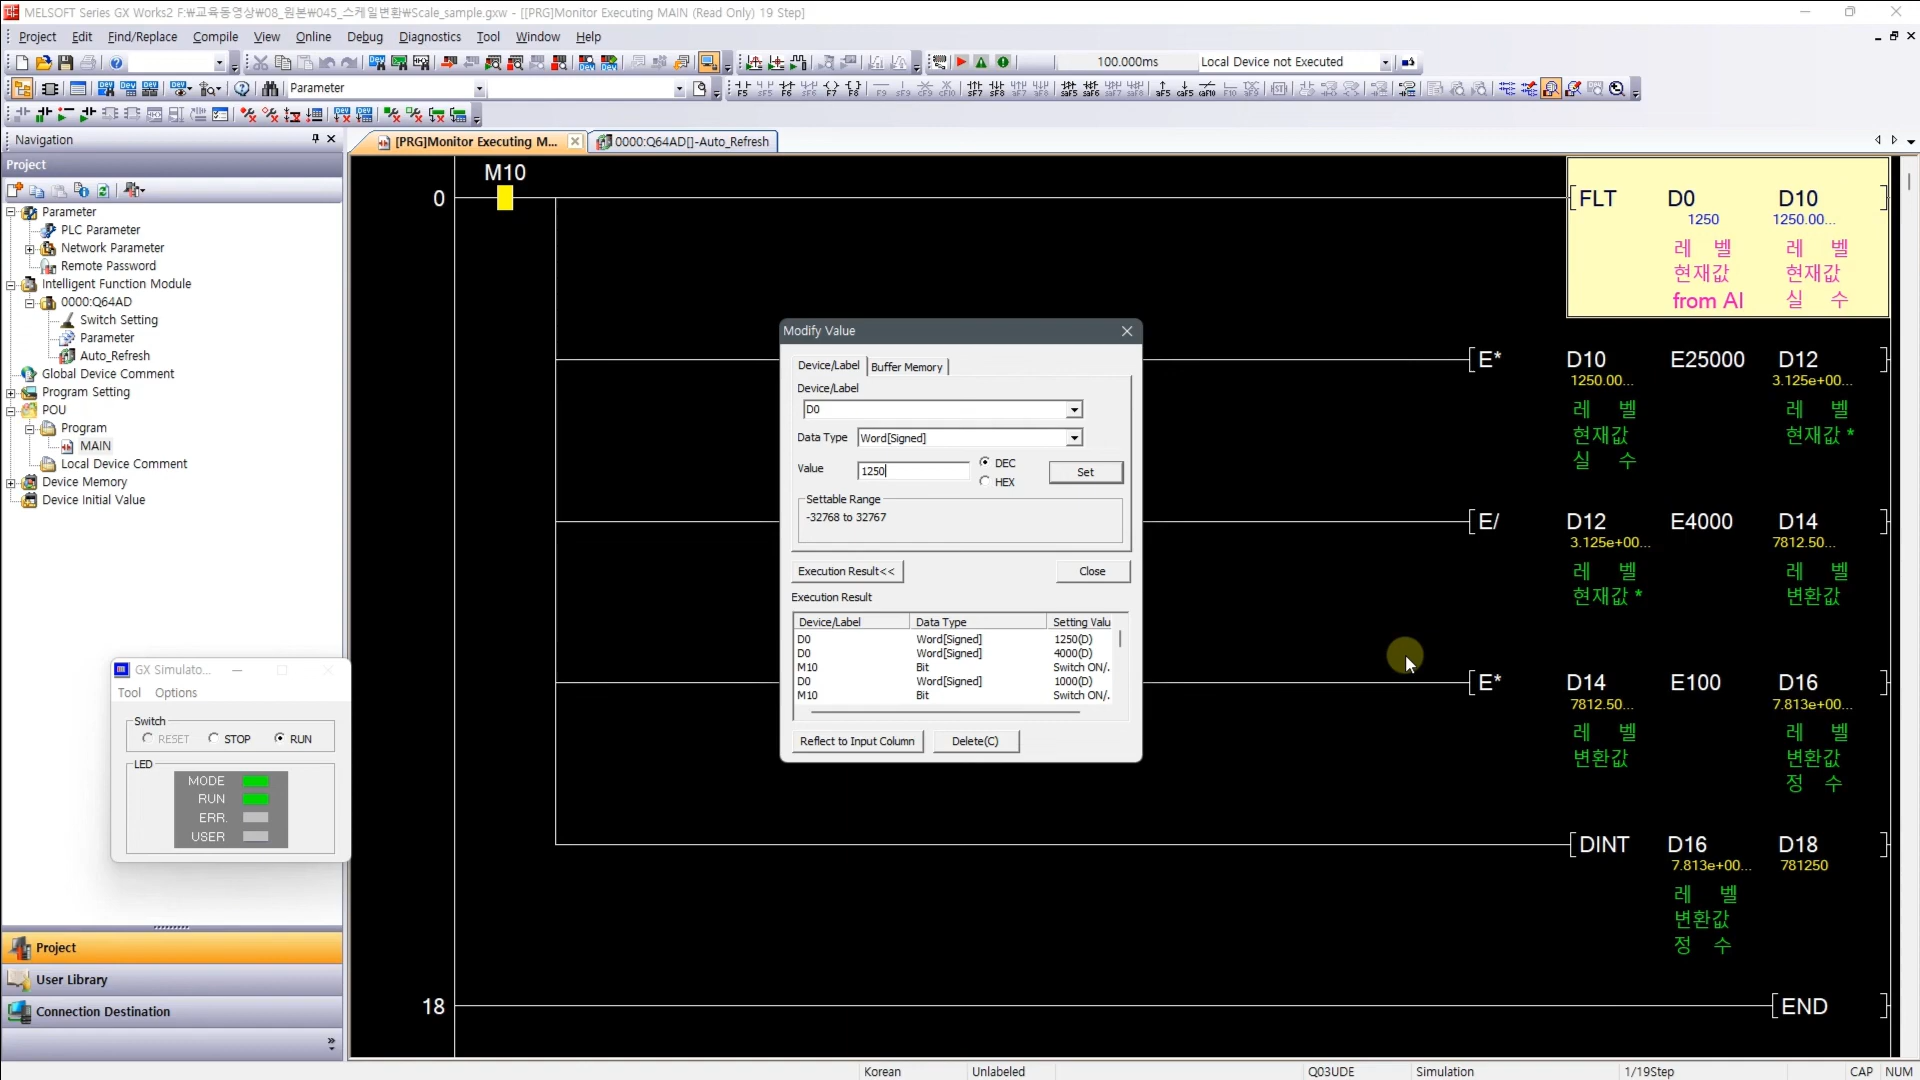 MELSOFT Series GX Works2 F:₩교육동영상₩08_원본₩045_스케일변환₩Scale_sample.gxw - [[PRG]Monitor Executing MAIN (Read Only) 19 Step]
Project Edit Find/Replace Compile View Online Debug Diagnostics Tool Window Help
100.000ms Local Device not Executed
Parameter
Navigation
[PRG]Monitor Executing M...
0000:Q64AD[]-Auto_Refresh
Project
Parameter
PLC Parameter
Network Parameter
Remote Password
Intelligent Function Module
0000:Q64AD
Switch Setting
Parameter
Auto_Refresh
Global Device Comment
Program Setting
POU
Program
MAIN
Local Device Comment
Device Memory
Device Initial Value
GX Simulato...
Tool Options
Switch
RESET STOP RUN
LED
MODE
RUN
ERR.
USER
Project
User Library
Connection Destination
M10
0
FLT D0 D10
1250 1250.00...
레 벨 레 벨
현재값 현재값
from AI 실 수
E* D10 E25000 D12
1250.00... 3.125e+00...
레 벨 레 벨
현재값 현재값 *
실 수
E/ D12 E4000 D14
3.125e+00... 7812.50...
레 벨 레 벨
현재값 * 변환값
E* D14 E100 D16
7812.50... 7.813e+00...
레 벨 레 벨
변환값 변환값
정 수
DINT D16 D18
7.813e+00... 781250
레 벨
변환값
정 수
18
END
Modify Value
Device/Label Buffer Memory
Device/Label
D0
Data Type Word[Signed]
Value 1250 DEC
HEX
Set
Settable Range
-32768 to 32767
Execution Result<< Close
Execution Result
Device/Label Data Type Setting Valu
D0 Word[Signed] 1250(D)
D0 Word[Signed] 4000(D)
M10 Bit Switch ON/.
D0 Word[Signed] 1000(D)
M10 Bit Switch ON/.
Reflect to Input Column Delete(C)
Korean Unlabeled Q03UDE Simulation 1/19Step CAP NUM